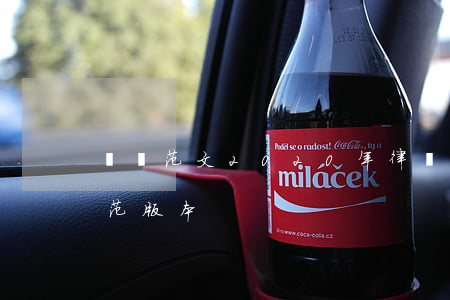 Poděl se o radost! Coca-Cola, ty a
miláček
www.coca-cola.cz
范文2020年律
范版本